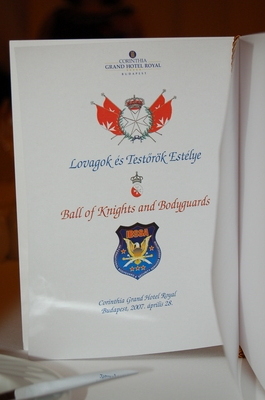 CORINTHIA
GRAND HOTEL ROYAL
BUDAPEST
Lovagok és Testőrök Estélye
Ball of Knights and Bodyguards
IBSSA
Corinthia Grand Hotel Royal
Budapest, 2007. április 28.